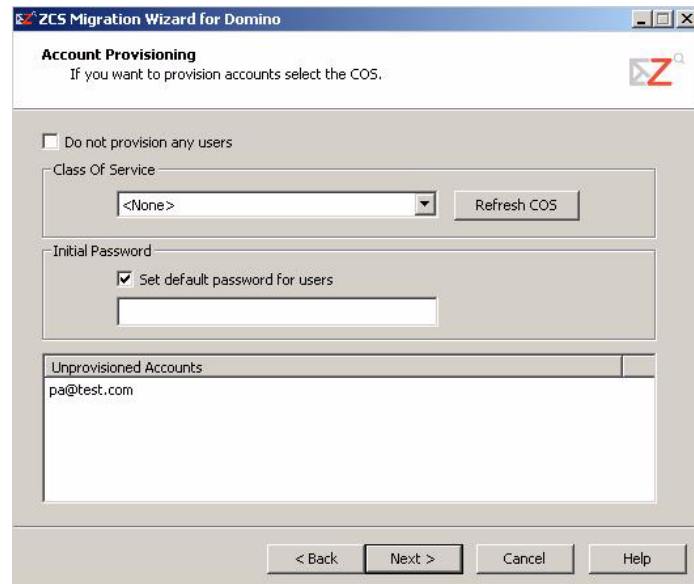 ZCS Migration Wizard for Domino
Account Provisioning
If you want to provision accounts select the COS.
Do not provision any users
Class Of Service
<None>
Refresh COS
Initial Password
Set default password for users
Unprovisioned Accounts
pa@test.com
< Back
Next >
Cancel
Help